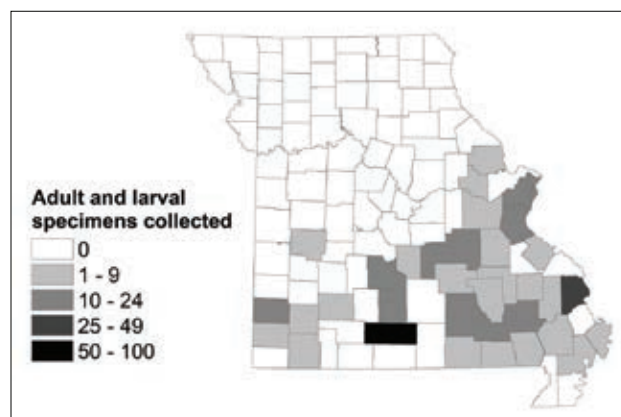 Adult and larval
specimens collected
0
1 - 9
10 - 24
25 - 49
50 - 100